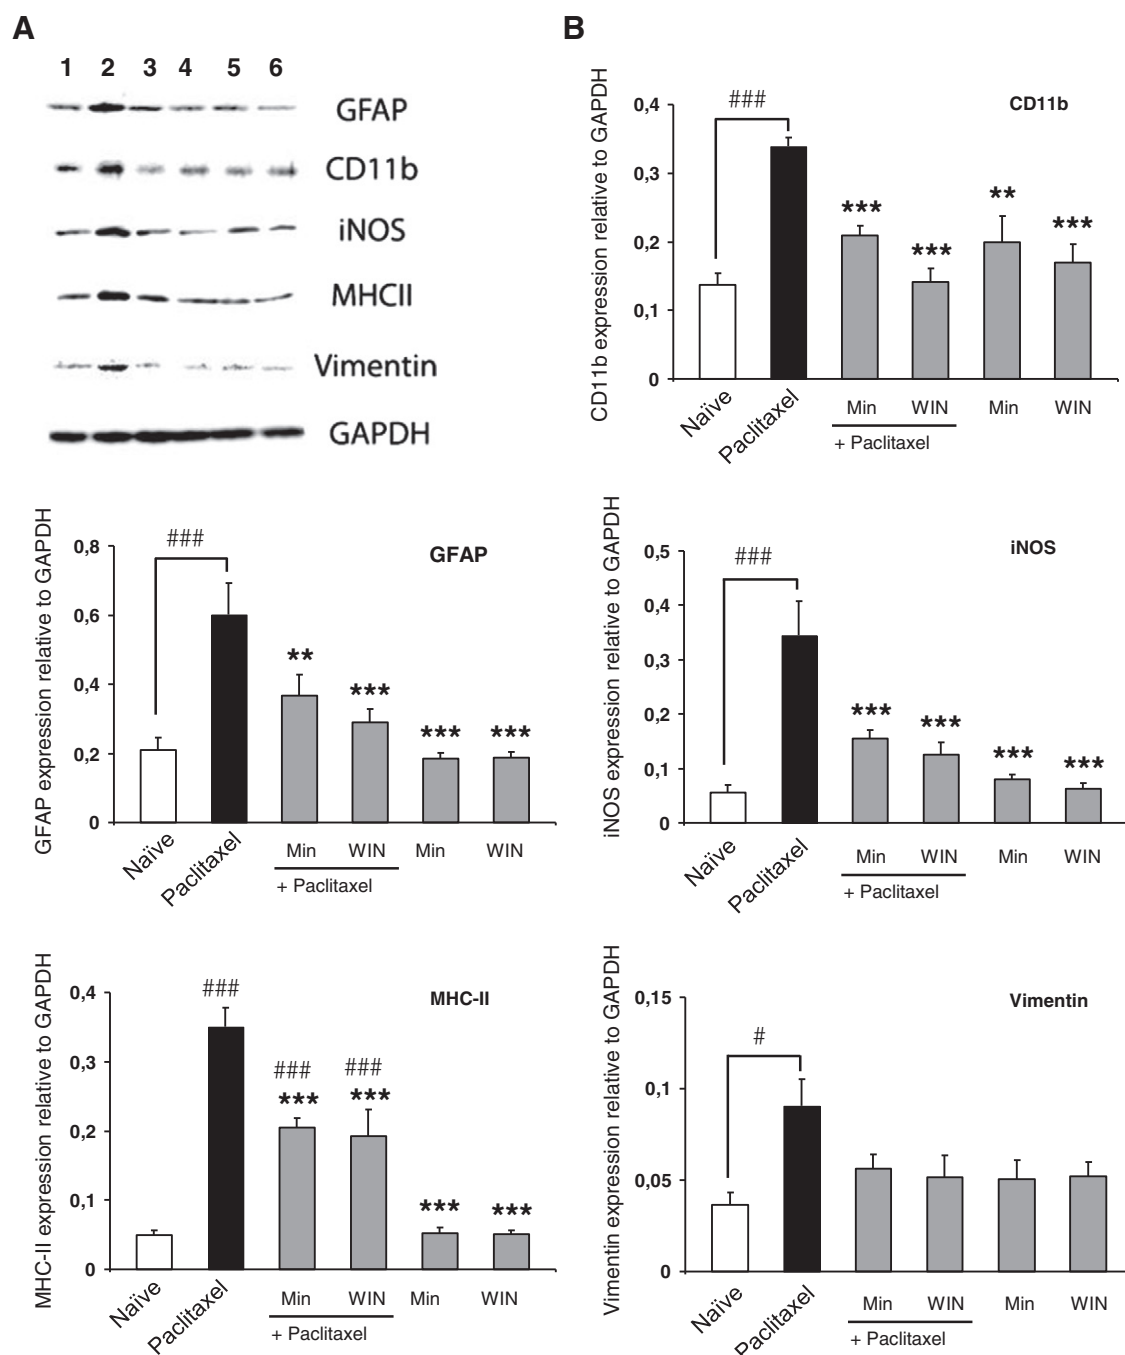 A
1 2 3 4 5 6
GFAP
CD11b
iNOS
MHCII
Vimentin
GAPDH
B
CD11b expression relative to GAPDH
CD11b
0,4
0,3
0,2
0,1
0
###
***
***
**
***
Naïve
Paclitaxel
Min WIN Min WIN
+ Paclitaxel
GFAP expression relative to GAPDH
GFAP
0,8
0,6
0,4
0,2
0
###
**
***
***
***
Naïve
Paclitaxel
Min WIN Min WIN
+ Paclitaxel
iNOS expression relative to GAPDH
iNOS
0,5
0,4
0,3
0,2
0,1
0
###
***
***
***
***
Naïve
Paclitaxel
Min WIN Min WIN
+ Paclitaxel
MHC-II expression relative to GAPDH
MHC-II
0,4
0,3
0,2
0,1
0
###
###
***
###
***
***
***
Naïve
Paclitaxel
Min WIN Min WIN
+ Paclitaxel
Vimentin expression relative to GAPDH
Vimentin
0,15
0,1
0,05
0
#
Naïve
Paclitaxel
Min WIN Min WIN
+ Paclitaxel